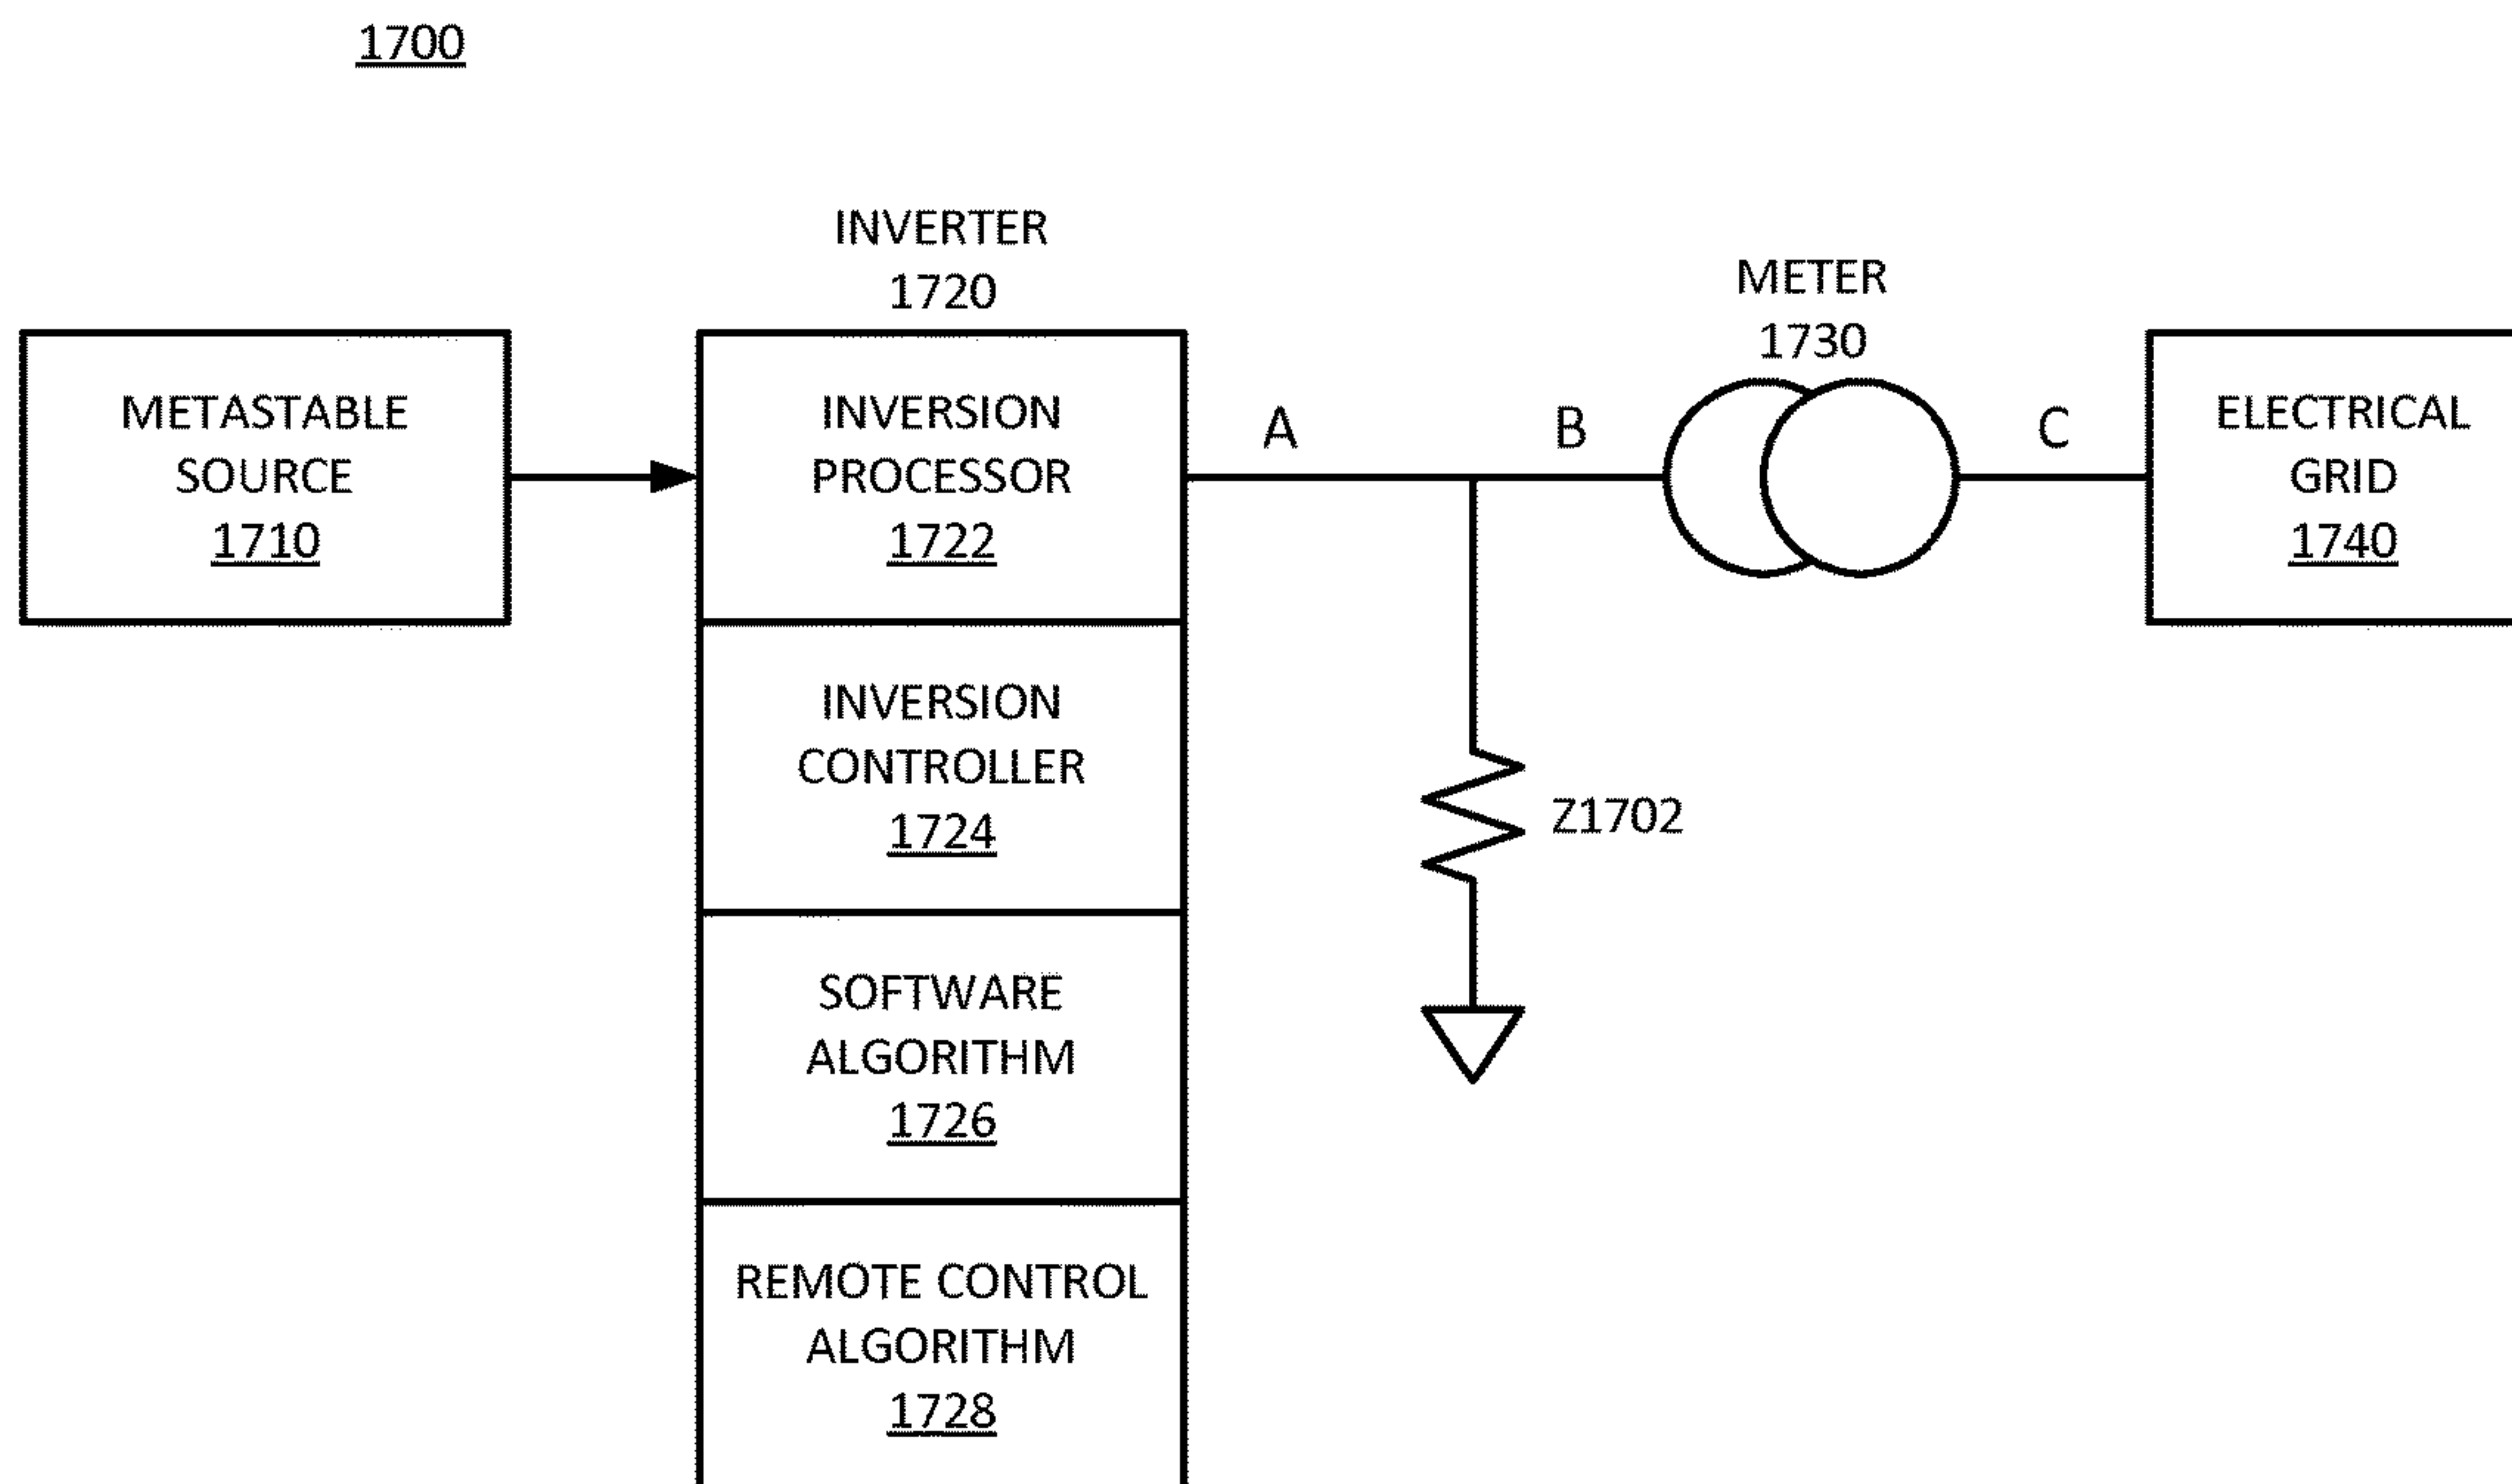 1700
INVERTER
1720
METER
1730
METASTABLE
SOURCE
1710
INVERSION
PROCESSOR
1722
A
B
C
ELECTRICAL
GRID
1740
INVERSION
CONTROLLER
1724
Z1702
SOFTWARE
ALGORITHM
1726
REMOTE CONTROL
ALGORITHM
1728